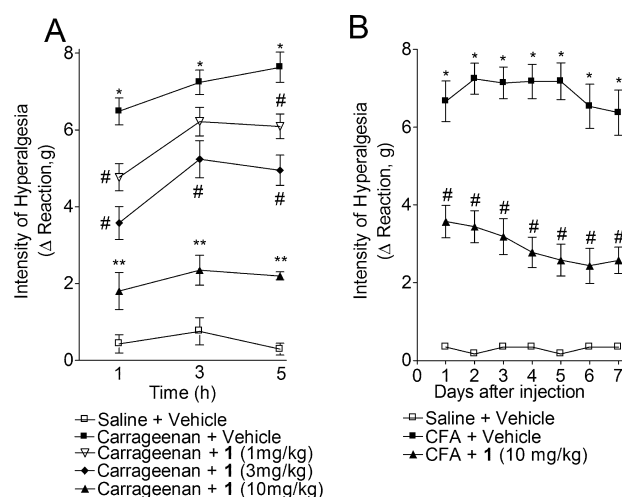 A
Intensity of Hyperalgesia
(Δ Reaction, g)
8
6
4
2
0
*
*
*
#
#
#
#
#
**
**
**
1
3
5
Time (h)
Saline + Vehicle
Carrageenan + Vehicle
Carrageenan + 1 (1mg/kg)
Carrageenan + 1 (3mg/kg)
Carrageenan + 1 (10mg/kg)
B
Intensity of Hyperalgesia
(Δ Reaction, g)
8
6
4
2
0
* * * * * * *
# # # # # # #
0 1 2 3 4 5 6 7
Days after injection
Saline + Vehicle
CFA + Vehicle
CFA + 1 (10 mg/kg)